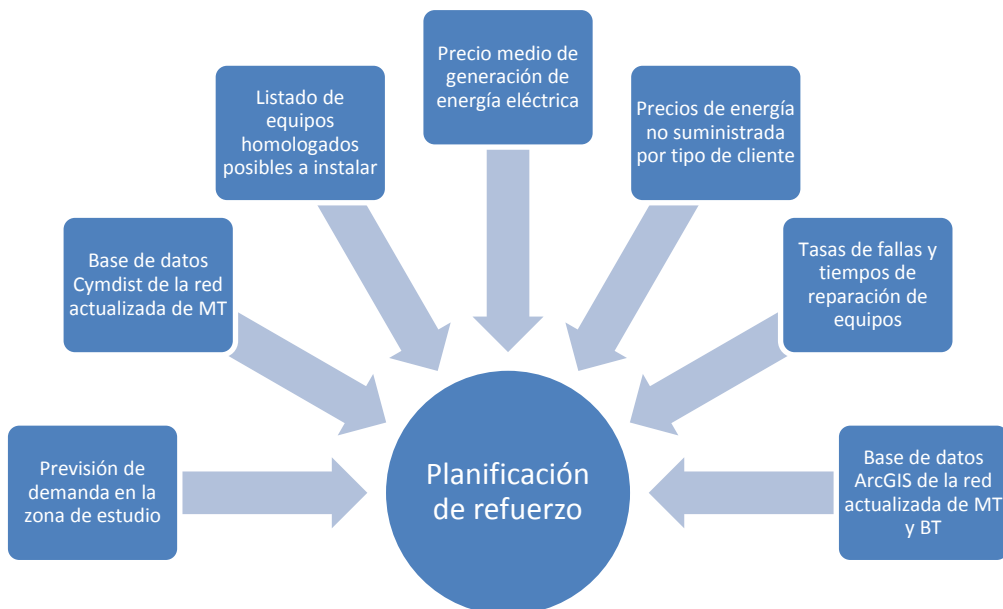 Precio medio de
generación de
energía eléctrica
Listado de
equipos
homologados
posibles a instalar
Precios de energía
no suministrada
por tipo de cliente
Base de datos
Cymdist de la red
actualizada de MT
Tasas de fallas y
tiempos de
reparación de
equipos
Previsión de
demanda en la
zona de estudio
Planificación
de refuerzo
Base de datos
ArcGIS de la red
actualizada de MT
y BT